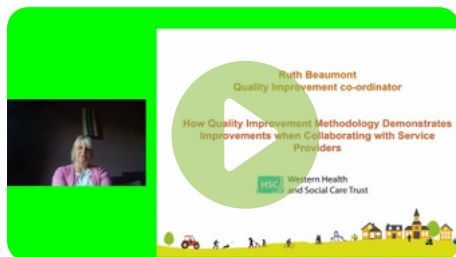 Ruth Beaumont
Quality Improvement co-ordinator
How Quality Improvement Methodology Demonstrates
Improvements when Collaborating with Service
Providers
HSC Western Health
and Social Care Trust